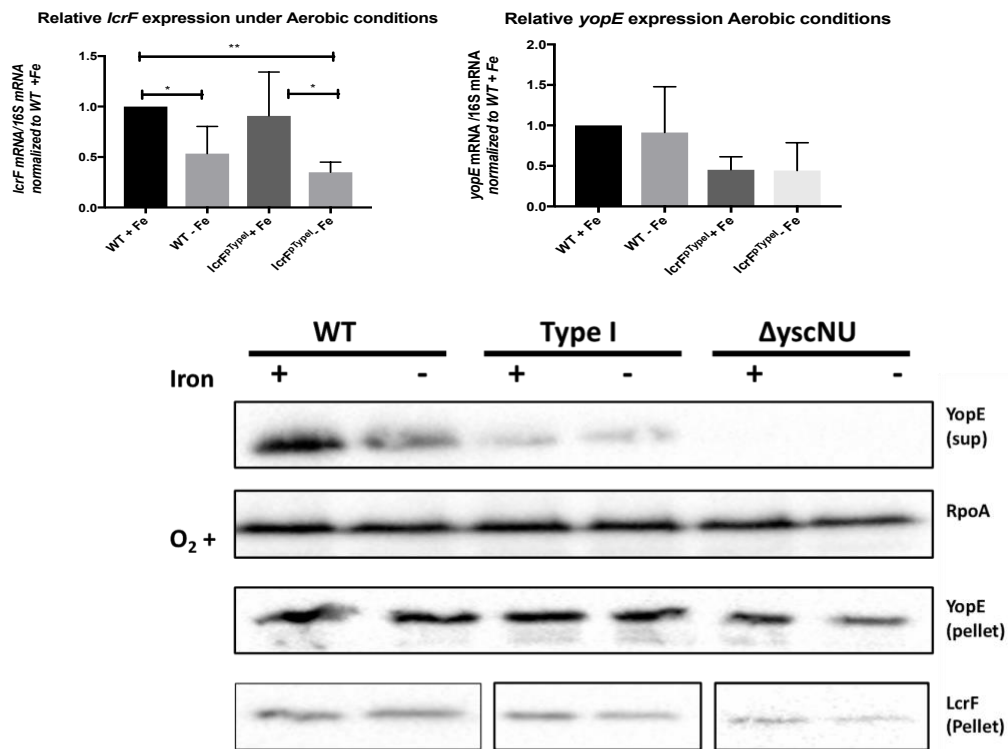 Relative lcrF expression under Aerobic conditions
lcrF mRNA/16S mRNA
normalized to WT +Fe
1.5
1.0
0.5
0.0
**
*
*
WT + Fe
WT - Fe
lcrFpTypeI+ Fe
lcrFpTypeI- Fe
Relative yopE expression Aerobic conditions
yopE mRNA /16S mRNA
normalized to WT + Fe
2.0
1.5
1.0
0.5
0.0
WT + Fe
WT - Fe
lcrFpTypeI+ Fe
lcrFpTypeI- Fe
WT
Type I
ΔyscNU
Iron
+
-
+
-
+
-
YopE
(sup)
O2 +
RpoA
YopE
(pellet)
LcrF
(Pellet)